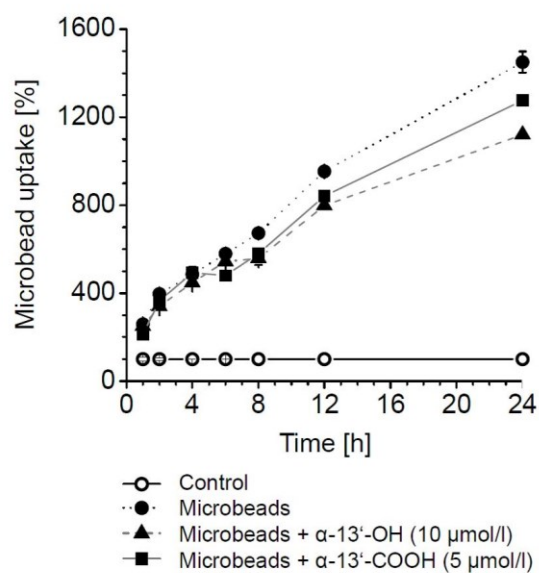 Microbead uptake [%]
1600
1200
800
400
0
0 4 8 12 16 20 24
Time [h]
Control
Microbeads
Microbeads + α-13‘-OH (10 µmol/l)
Microbeads + α-13‘-COOH (5 µmol/l)